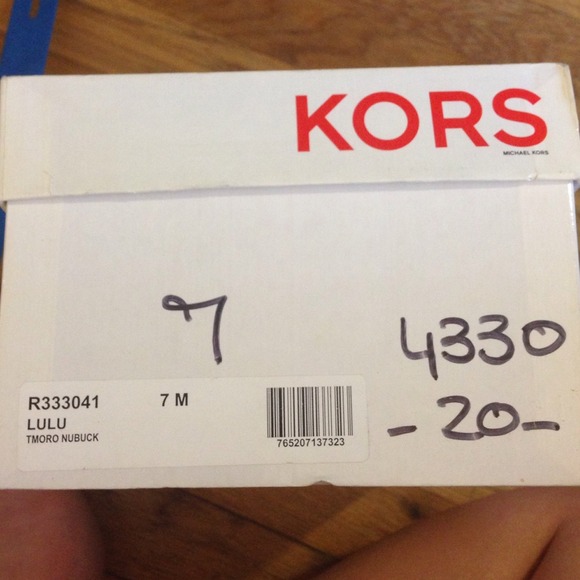 KORS
MICHAEL KORS
7
4330
- 20 -
R333041 7 M
LULU
TMORO NUBUCK
765207137323